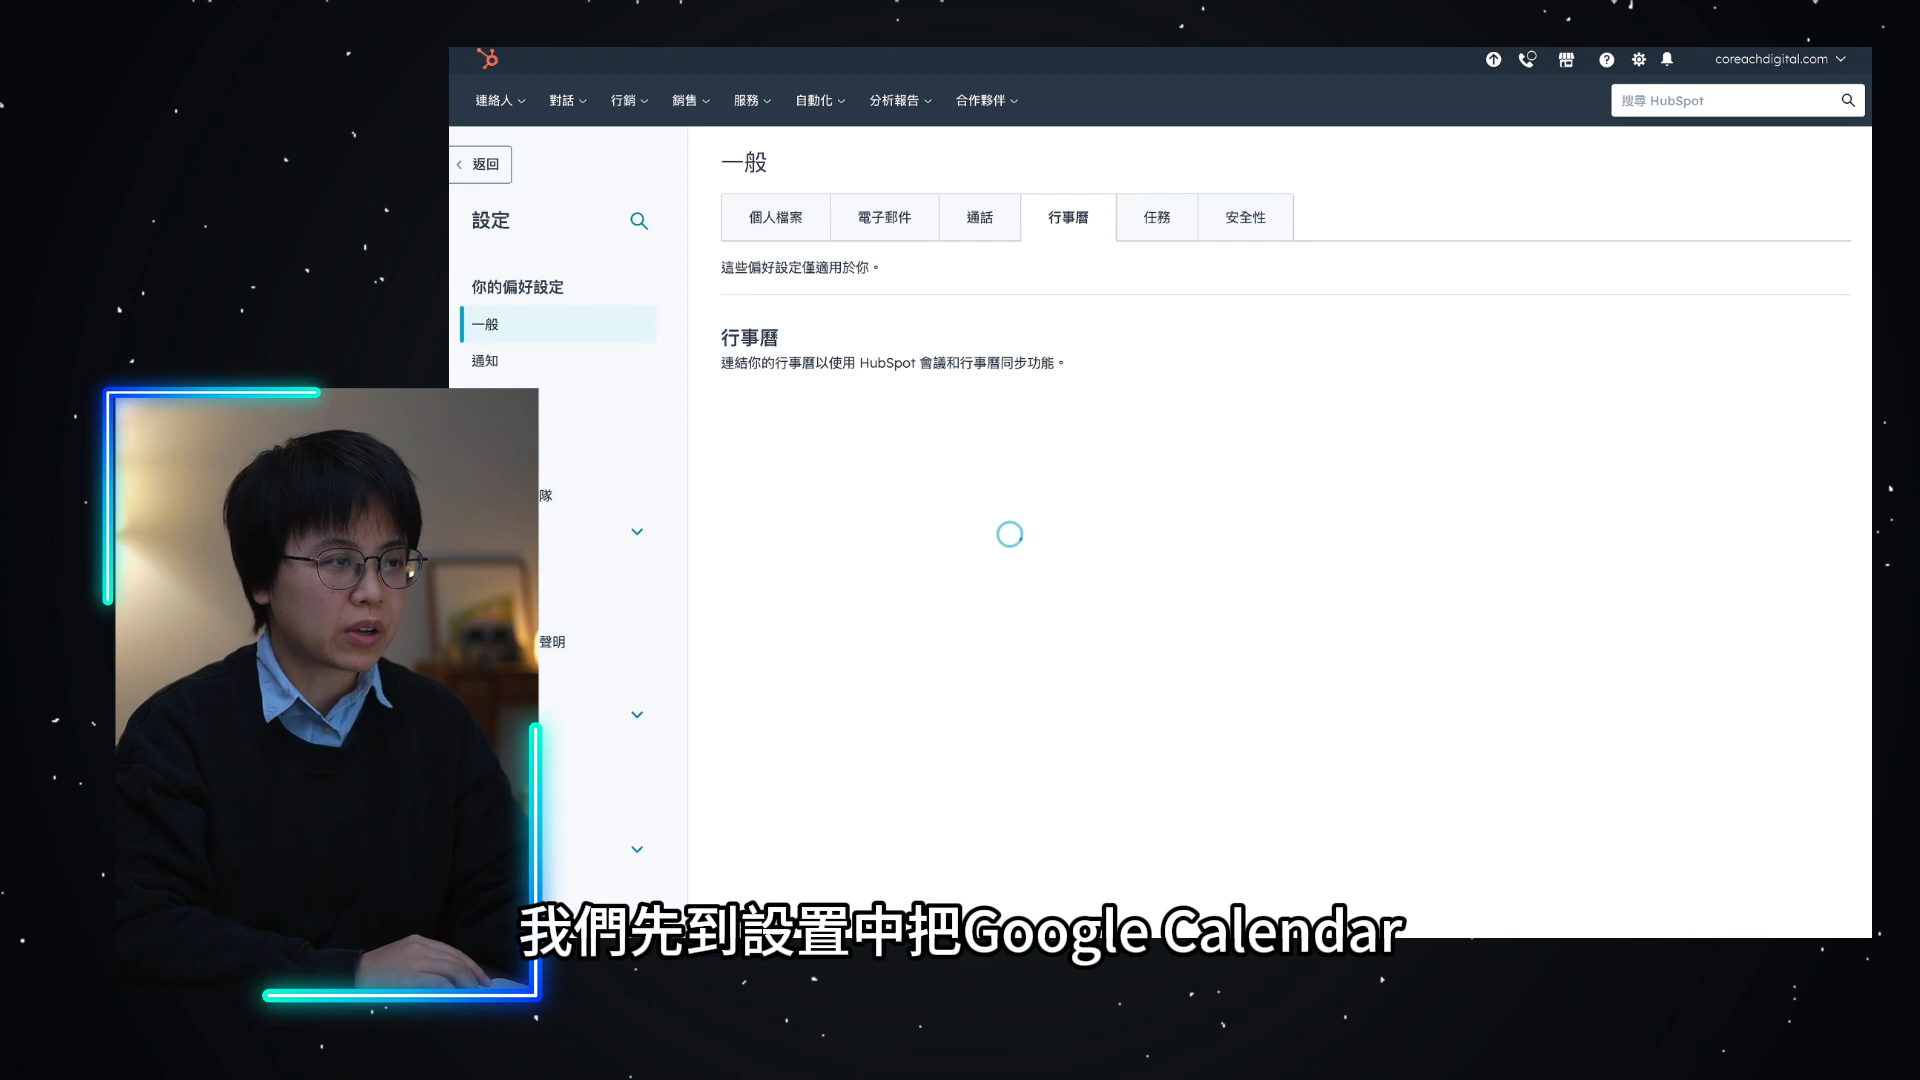 coreachdigital.com
連絡人 對話 行銷 銷售 服務 自動化 分析報告 合作夥伴
搜尋 HubSpot
返回
設定
你的偏好設定
一般
通知
隊
聲明
一般
個人檔案 電子郵件 通話 行事曆 任務 安全性
這些偏好設定僅適用於你。
行事曆
連結你的行事曆以使用 HubSpot 會議和行事曆同步功能。
我們先到設置中把Google Calendar